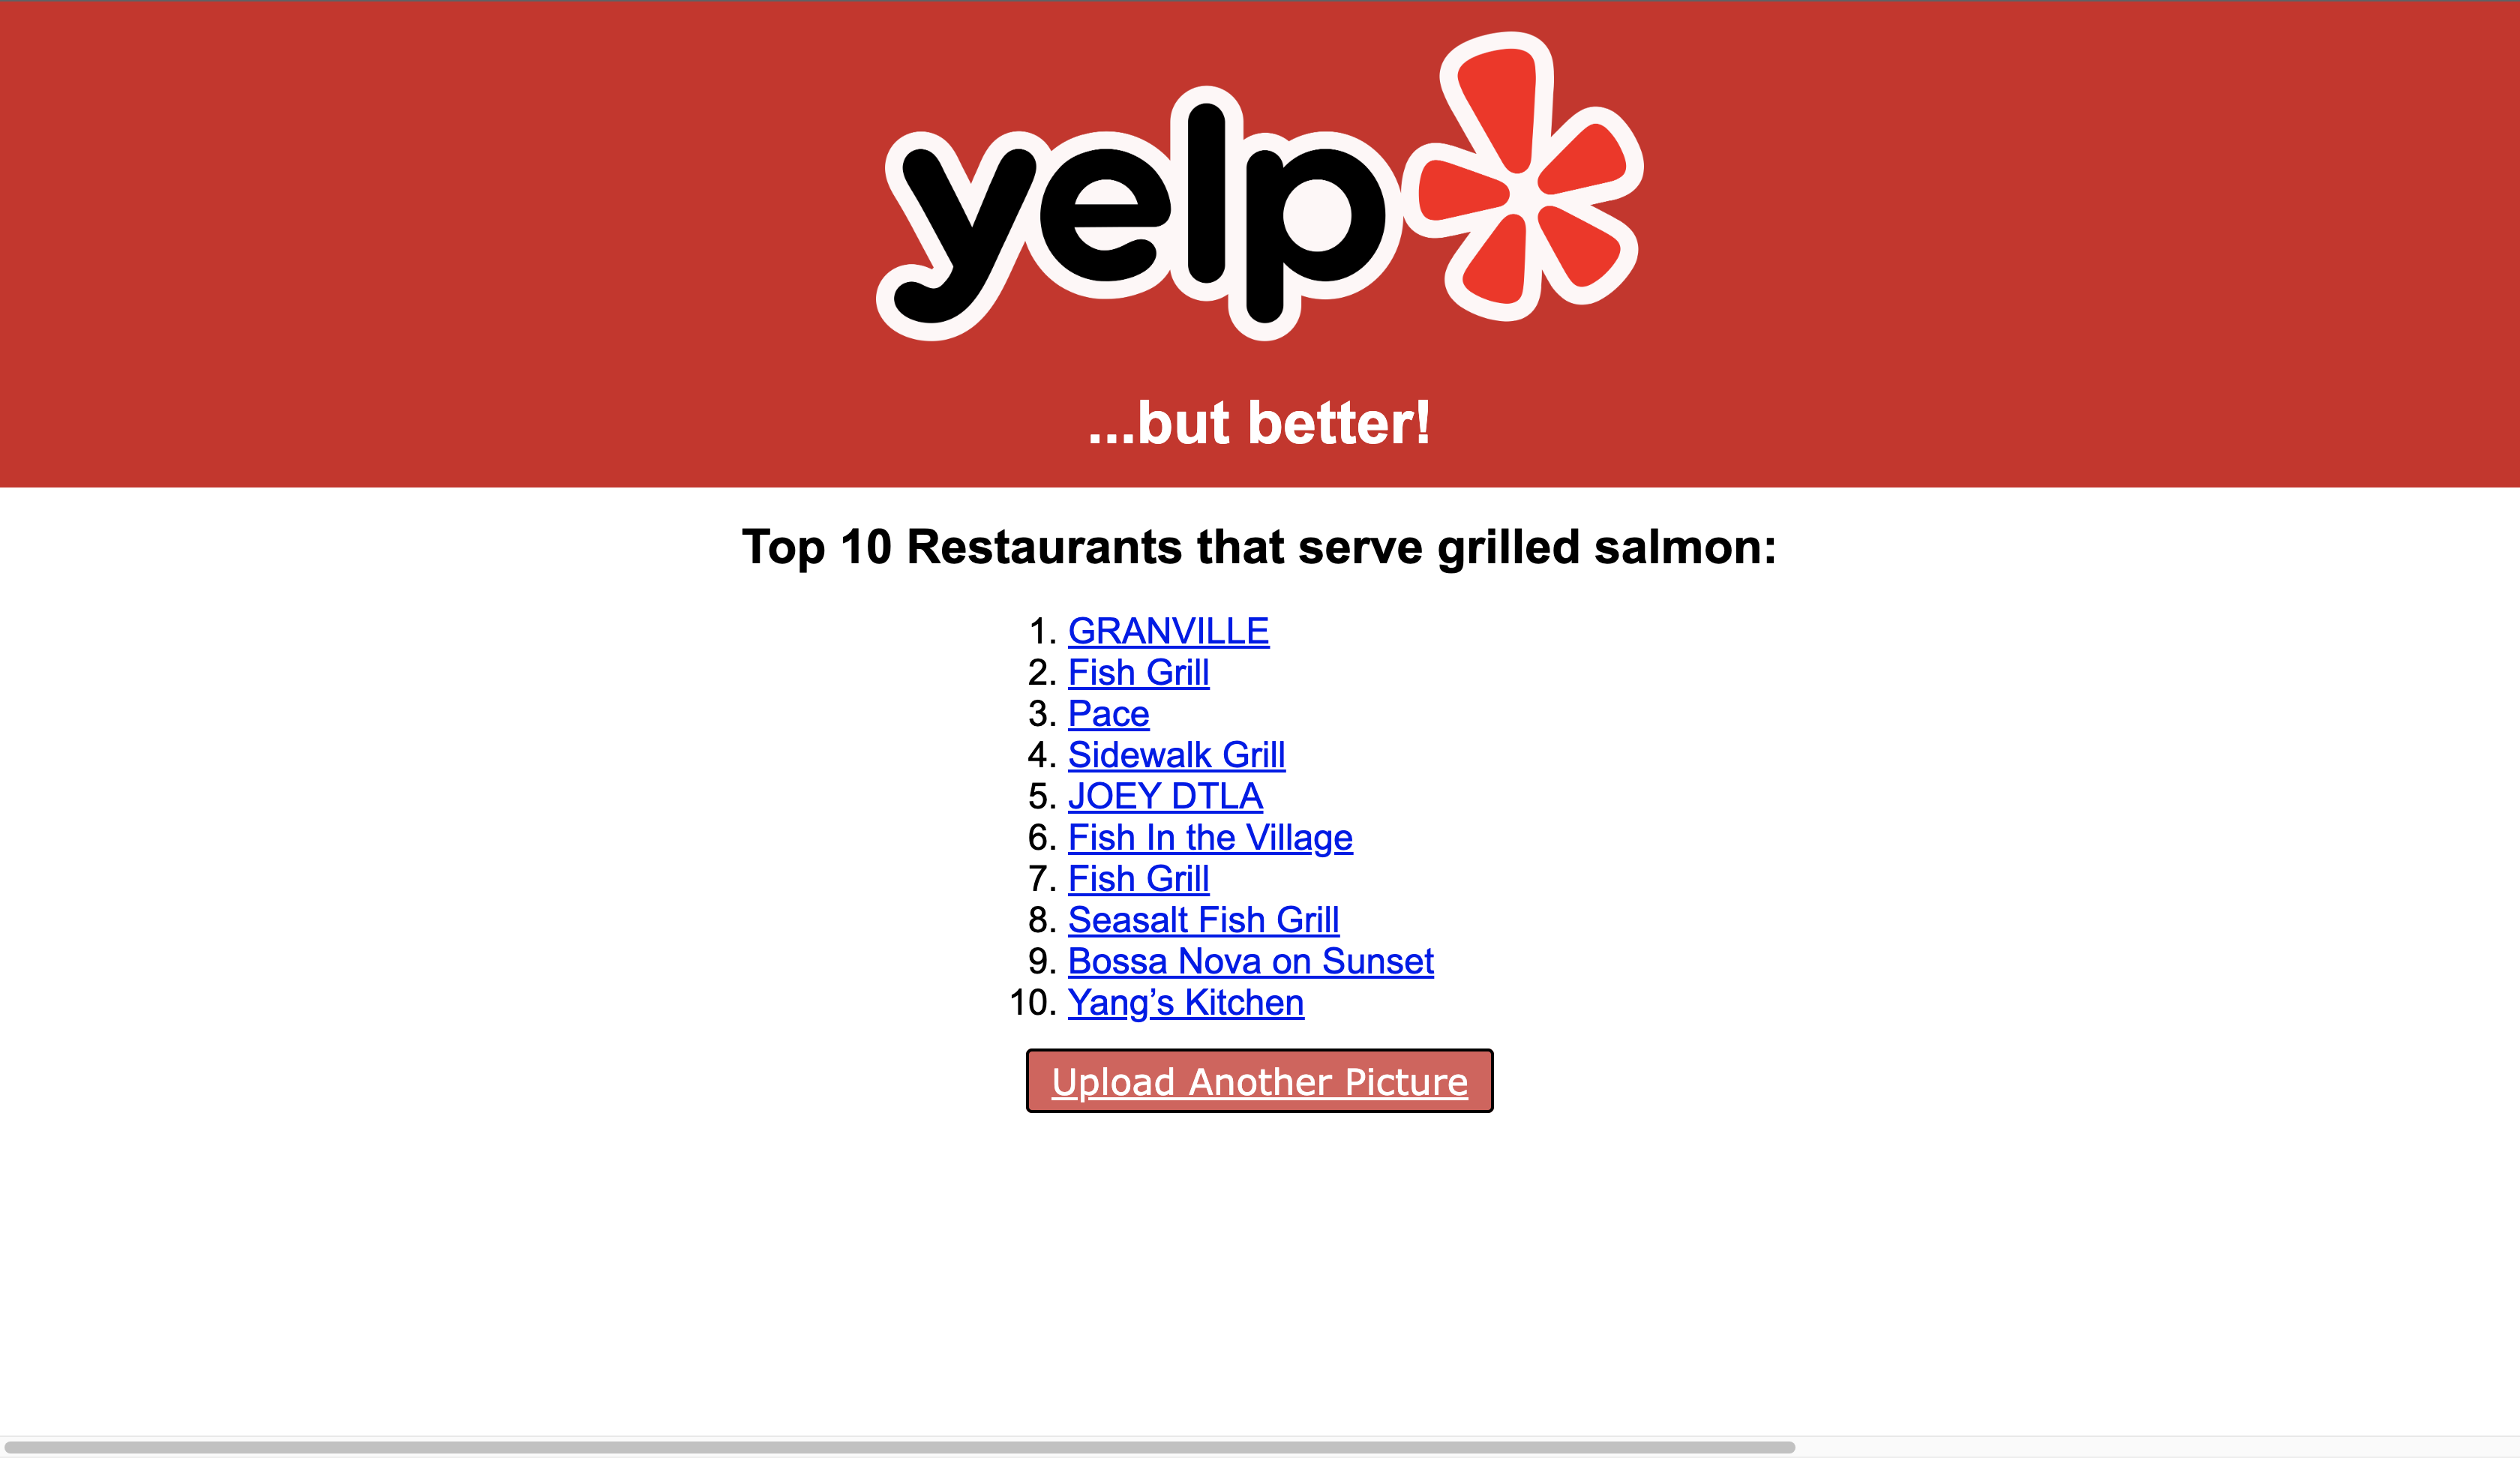 yelp
...but better!
Top 10 Restaurants that serve grilled salmon:
1. GRANVILLE
2. Fish Grill
3. Pace
4. Sidewalk Grill
5. JOEY DTLA
6. Fish In the Village
7. Fish Grill
8. Seasalt Fish Grill
9. Bossa Nova on Sunset
10. Yang’s Kitchen
Upload Another Picture